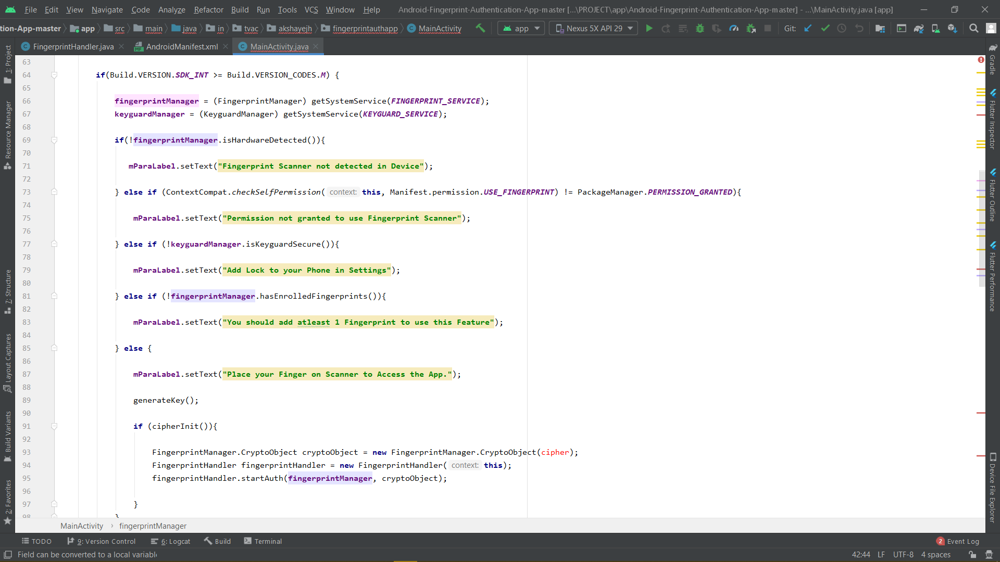 File Edit View Navigate Code Analyze Refactor Build Run Tools VCS Window Help Android-Fingerprint-Authentication-App-master [...\PROJECT\app\Android-Fingerprint-Authentication-App-master] - ...\MainActivity.java [app]
tion-App-master app src main java in tvac akshayejh fingerprintauthapp MainActivity app Nexus 5X API 29 Git:
FingerprintHandler.java AndroidManifest.xml MainActivity.java
1: Project
Resource Manager
7: Structure
Layout Captures
Build Variants
2: Favorites
63
64 if(Build.VERSION.SDK_INT >= Build.VERSION_CODES.M) {
65
66 fingerprintManager = (FingerprintManager) getSystemService(FINGERPRINT_SERVICE);
67 keyguardManager = (KeyguardManager) getSystemService(KEYGUARD_SERVICE);
68
69 if(!fingerprintManager.isHardwareDetected()){
70
71 mParaLabel.setText("Fingerprint Scanner not detected in Device");
72
73 } else if (ContextCompat.checkSelfPermission( context: this, Manifest.permission.USE_FINGERPRINT) != PackageManager.PERMISSION_GRANTED){
74
75 mParaLabel.setText("Permission not granted to use Fingerprint Scanner");
76
77 } else if (!keyguardManager.isKeyguardSecure()){
78
79 mParaLabel.setText("Add Lock to your Phone in Settings");
80
81 } else if (!fingerprintManager.hasEnrolledFingerprints()){
82
83 mParaLabel.setText("You should add atleast 1 Fingerprint to use this Feature");
84
85 } else {
86
87 mParaLabel.setText("Place your Finger on Scanner to Access the App.");
88
89 generateKey();
90
91 if (cipherInit()){
92
93 FingerprintManager.CryptoObject cryptoObject = new FingerprintManager.CryptoObject(cipher);
94 FingerprintHandler fingerprintHandler = new FingerprintHandler( context: this);
95 fingerprintHandler.startAuth(fingerprintManager, cryptoObject);
96
97 }
98 }
Gradle
Flutter Inspector
Flutter Outline
Flutter Performance
Device File Explorer
MainActivity › fingerprintManager
TODO 9: Version Control 6: Logcat Build Terminal 2 Event Log
Field can be converted to a local variabl 42:44 LF UTF-8 4 spaces